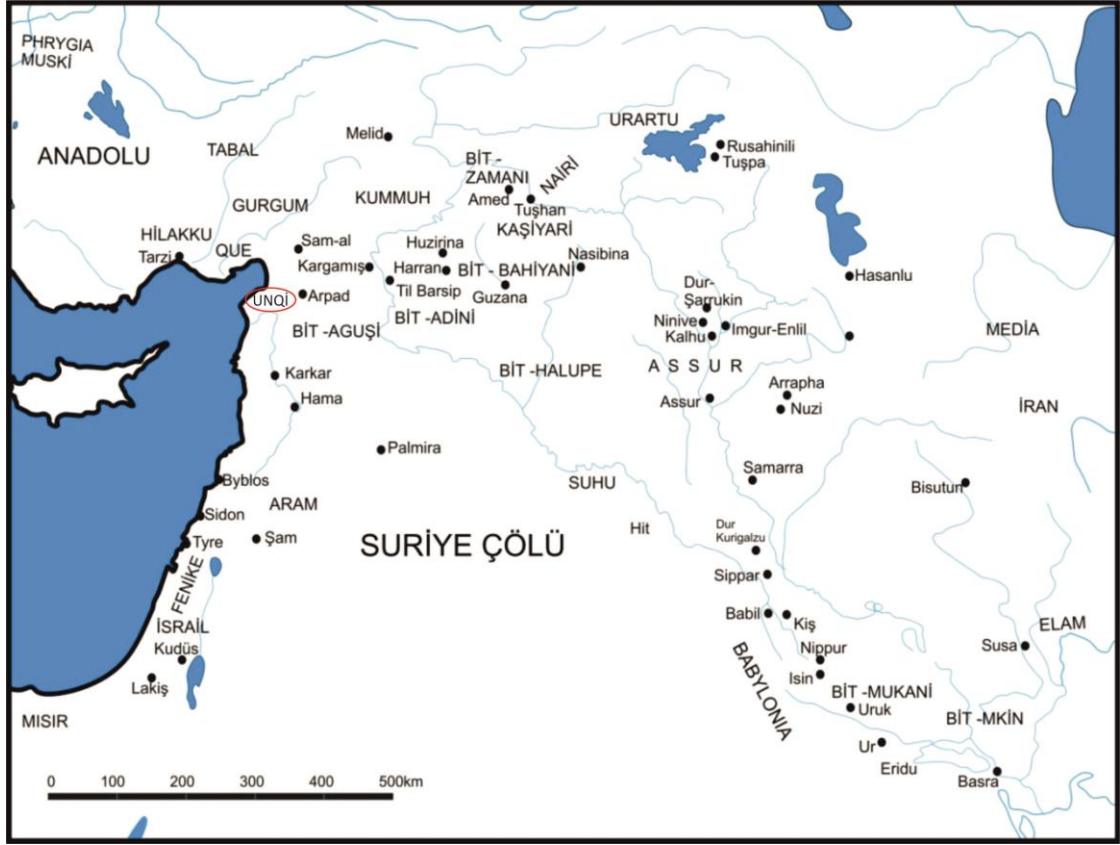 PHRYGIA
MUSKİ
ANADOLU
TABAL
Melid
URARTU
Rusahinili
Tuşpa
BİT -
ZAMANI
NAİRİ
Amed
Tuşhan
KAŞİYARİ
GURGUM
KUMMUH
HİLAKKU
Tarzi
QUE
Sam-al
Kargamış
Huzirina
Harran
BİT - BAHİYANİ
Nasibina
Guzana
Til Barsip
UNQİ
Arpad
BİT -AGUŞİ
BİT -ADİNİ
Hasanlu
Dur-
Şarrukin
Ninive
Kalhu
Imgur-Enlil
MEDİA
Karkar
Hama
BİT -HALUPE
A S S U R
Assur
Arrapha
Nuzi
İRAN
Palmira
Samarra
Bisutun
Byblos
Sidon
Tyre
ARAM
Şam
SUHU
Hit
SURİYE ÇÖLÜ
Dur
Kurigalzu
Sippar
FENİKE
İSRAİL
Kudüs
Lakiş
Babil
Kiş
Nippur
Isin
BABYLONIA
Susa
ELAM
BİT -MUKANİ
Uruk
BİT -MKİN
Ur
Eridu
Basra
MISIR
0 100 200 300 400 500km